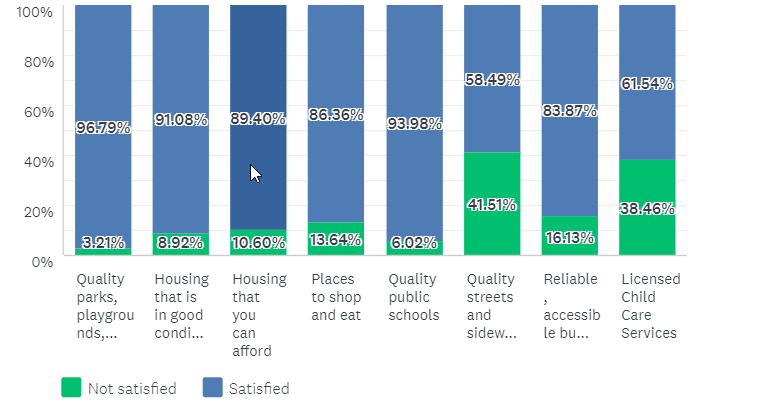 100%
80%
60%
40%
20%
0%
96.79%
91.08%
89.40%
86.36%
93.98%
58.49%
83.87%
61.54%
3.21%
8.92%
10.60%
13.64%
6.02%
41.51%
16.13%
38.46%
Quality
parks,
playgrou
nds,...
Housing
that is
in good
condi...
Housing
that
you
can
afford
Places
to shop
and eat
Quality
public
schools
Quality
streets
and
sidew...
Reliable
,
accessib
le bu...
Licensed
Child
Care
Services
Not satisfied
Satisfied